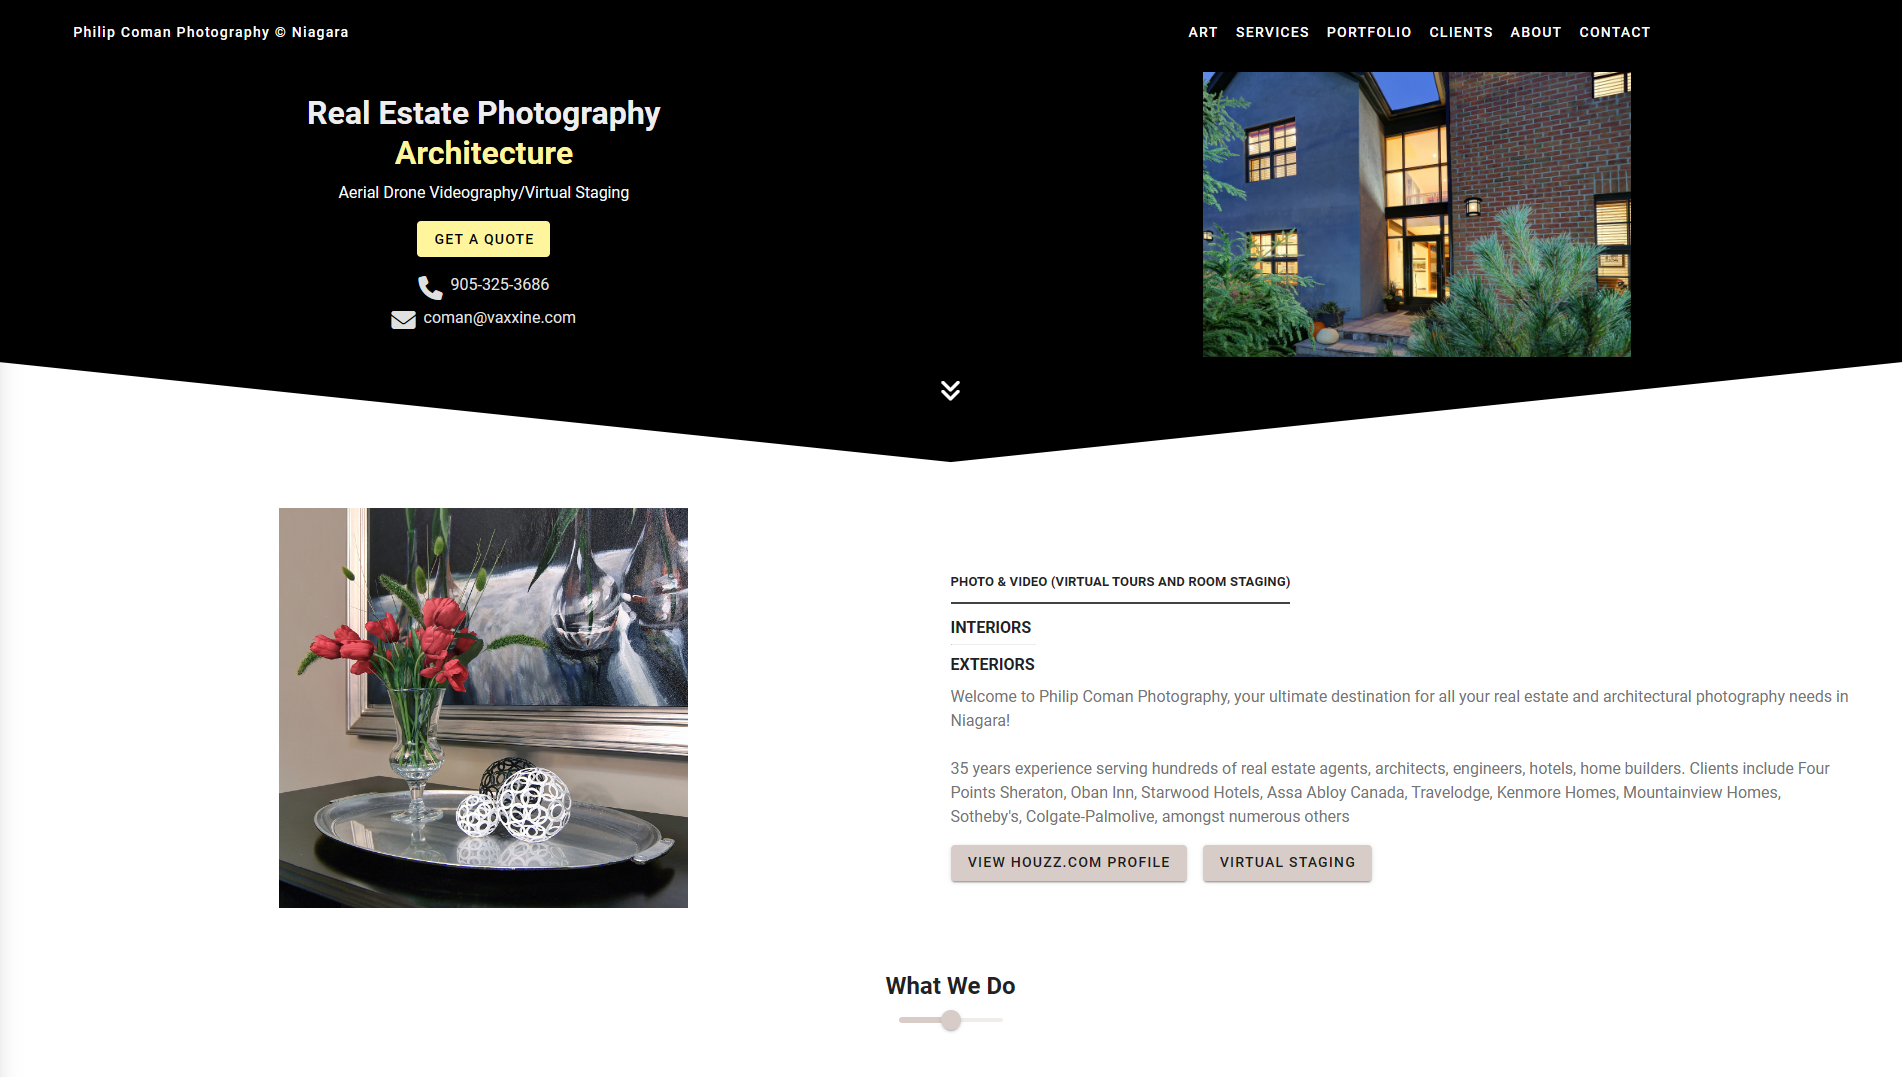 Philip Coman Photography © Niagara
ART SERVICES PORTFOLIO CLIENTS ABOUT CONTACT
Real Estate Photography
Architecture
Aerial Drone Videography/Virtual Staging
GET A QUOTE
905-325-3686
coman@vaxxine.com
PHOTO & VIDEO (VIRTUAL TOURS AND ROOM STAGING)
INTERIORS
EXTERIORS
Welcome to Philip Coman Photography, your ultimate destination for all your real estate and architectural photography needs in
Niagara!
35 years experience serving hundreds of real estate agents, architects, engineers, hotels, home builders. Clients include Four
Points Sheraton, Oban Inn, Starwood Hotels, Assa Abloy Canada, Travelodge, Kenmore Homes, Mountainview Homes,
Sotheby's, Colgate-Palmolive, amongst numerous others
VIEW HOUZZ.COM PROFILE VIRTUAL STAGING
What We Do